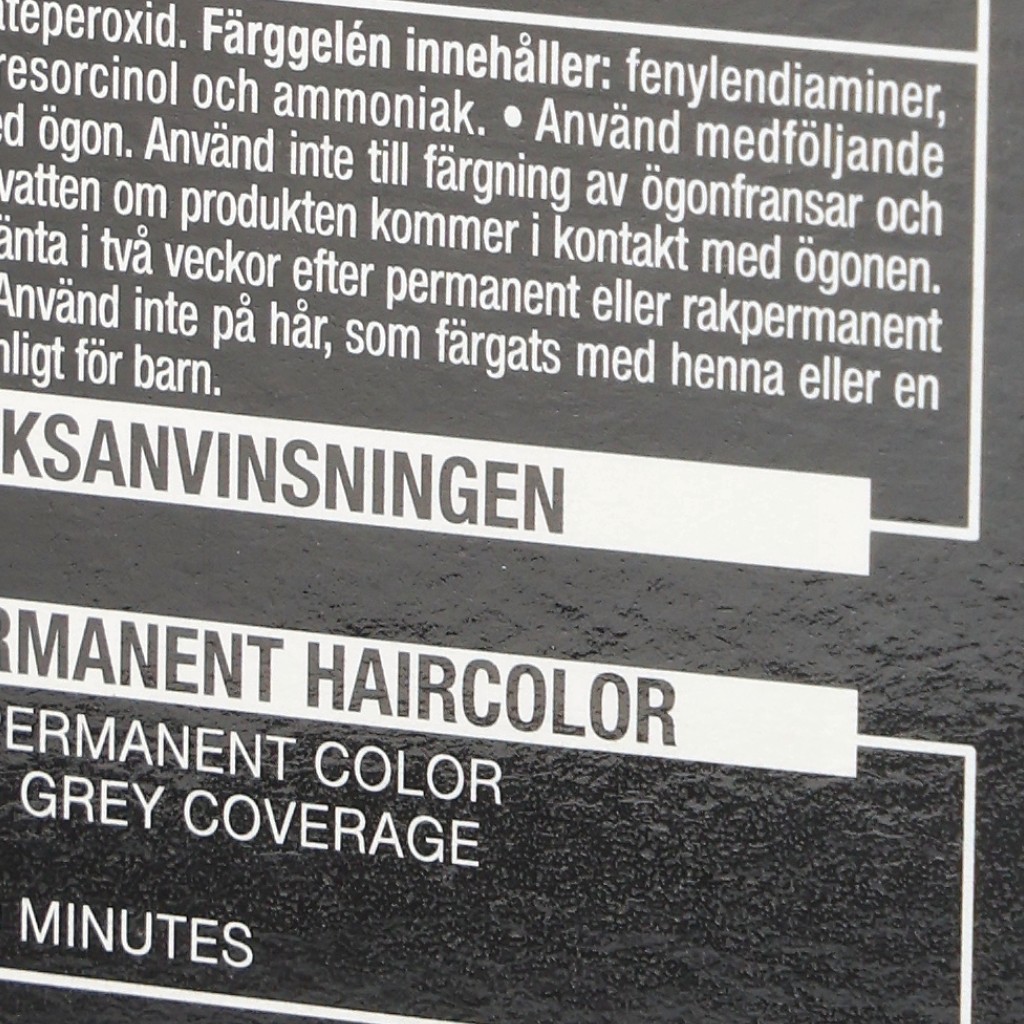 teperoxid. Färggelén innehåller: fenylendiaminer,
resorcinol och ammoniak. • Använd medföljande
ed ögon. Använd inte till färgning av ögonfransar och
vatten om produkten kommer i kontakt med ögonen.
änta i två veckor efter permanent eller rakpermanent
Använd inte på hår, som färgats med henna eller en
nligt för barn.
KSANVINSNINGEN
RMANENT HAIRCOLOR
PERMANENT COLOR
GREY COVERAGE
MINUTES